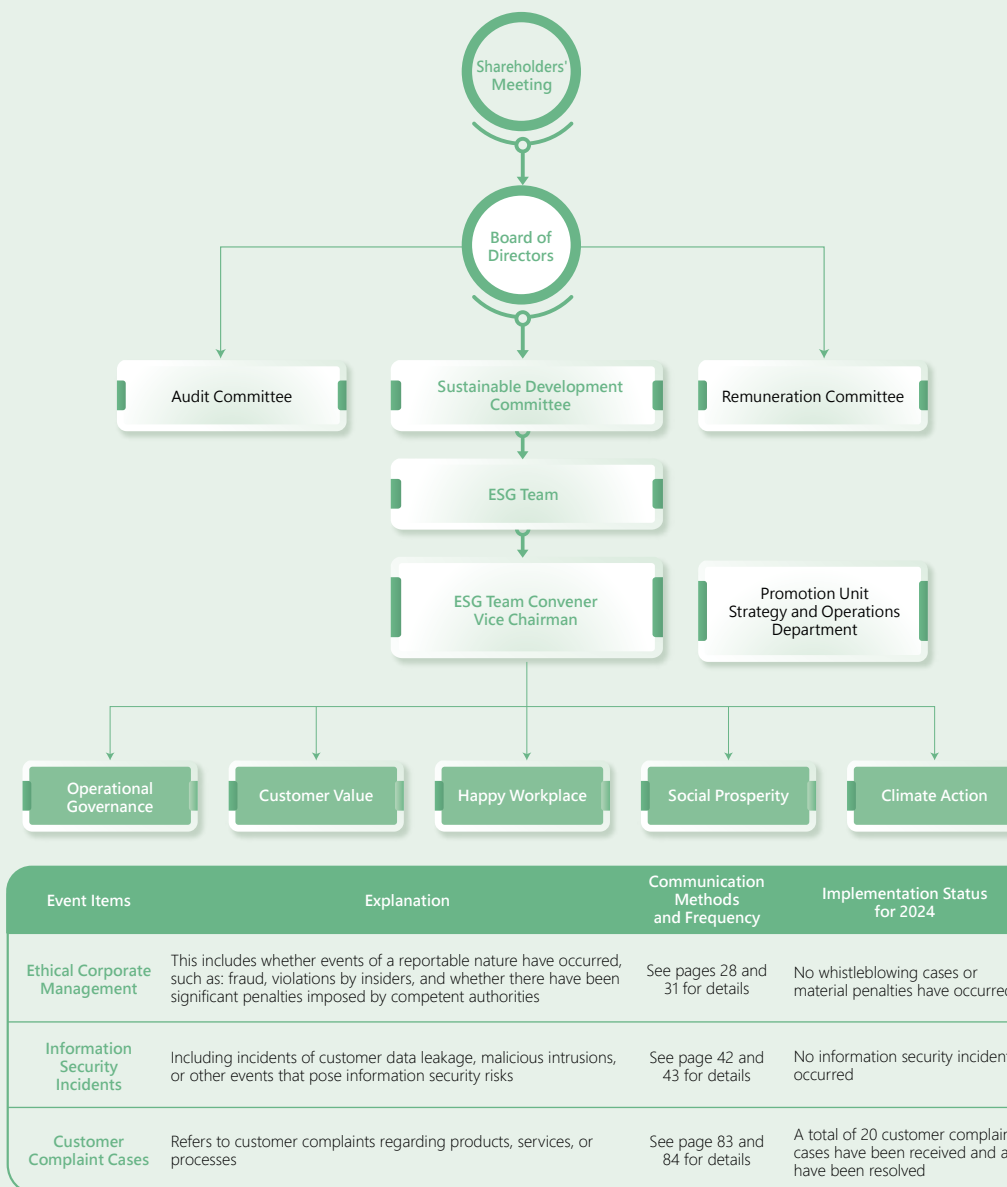 Shareholders'
Meeting
Board of
Directors
Audit Committee
Sustainable Development
Committee
Remuneration Committee
ESG Team
ESG Team Convener
Vice Chairman
Promotion Unit
Strategy and Operations
Department
Operational
Governance
Customer Value
Happy Workplace
Social Prosperity
Climate Action
Event Items
Explanation
Communication
Methods
and Frequency
Implementation Status
for 2024
Ethical Corporate
Management
This includes whether events of a reportable nature have occurred,
such as: fraud, violations by insiders, and whether there have been
significant penalties imposed by competent authorities
See pages 28 and
31 for details
No whistleblowing cases or
material penalties have occurred
Information
Security
Incidents
Including incidents of customer data leakage, malicious intrusions,
or other events that pose information security risks
See page 42 and
43 for details
No information security
occurred
Customer
Complaint Cases
Refers to customer complaints regarding products, services, or
processes
See page 83 and
84 for details
A total of 20 customer
cases have been received and
have been resolved